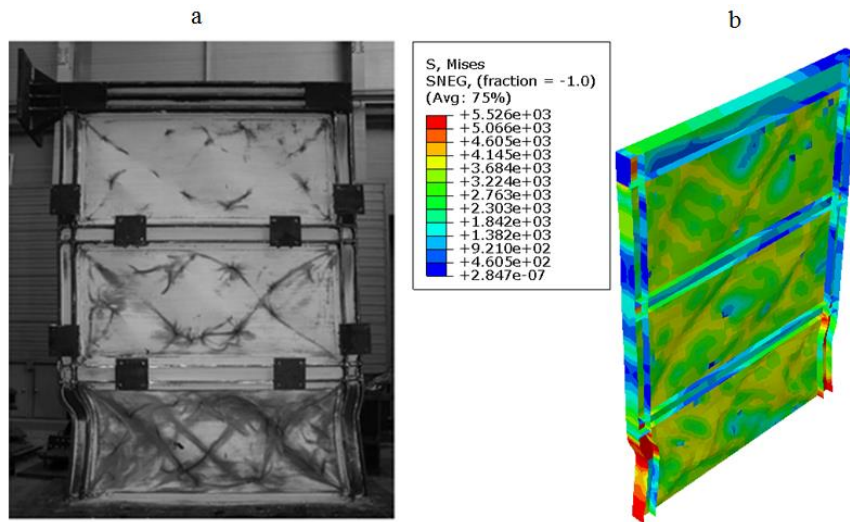 a
b
S, Mises
SNEG, (fraction = -1.0)
(Avg: 75%)
+5.526e+03
+5.066e+03
+4.605e+03
+4.145e+03
+3.684e+03
+3.224e+03
+2.763e+03
+2.303e+03
+1.842e+03
+1.382e+03
+9.210e+02
+4.605e+02
+2.847e-07